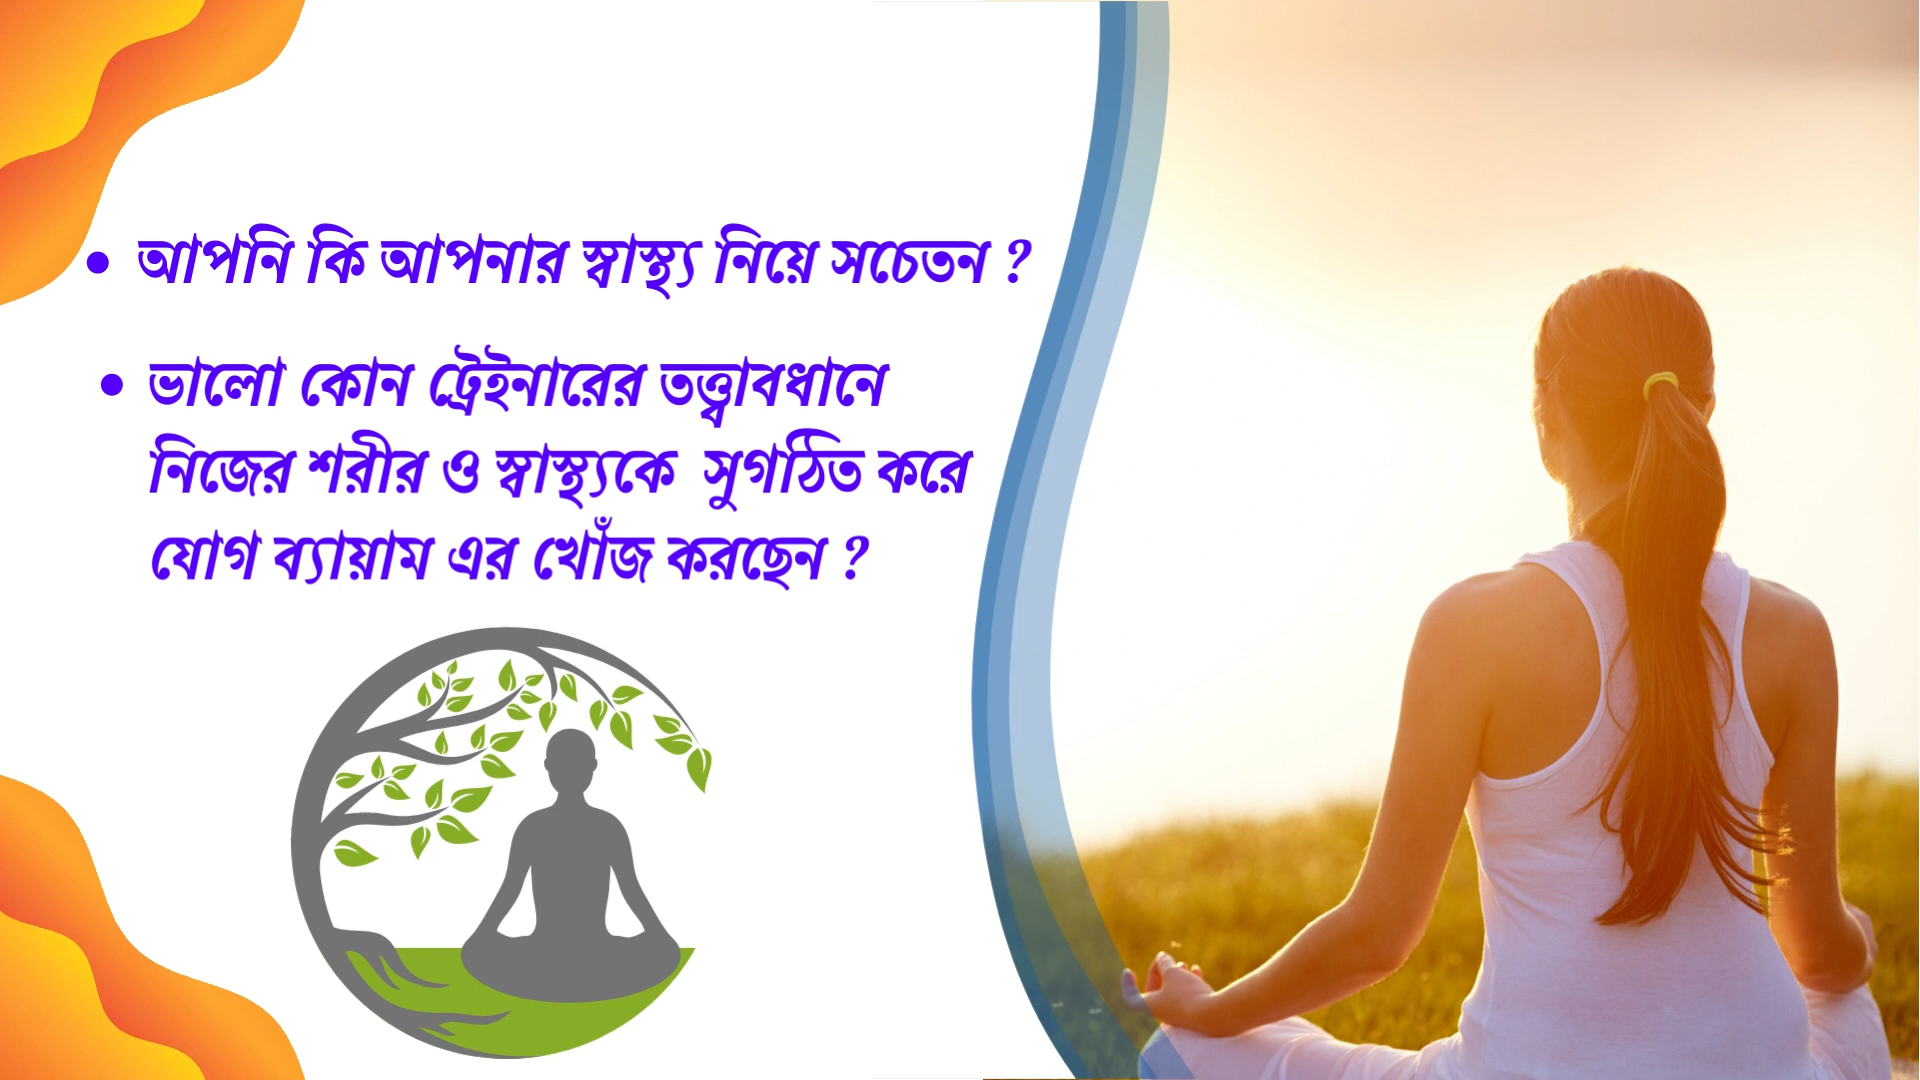 • আপনি কি আপনার স্বাস্থ্য নিয়ে সচেতন ?
• ভালো কোন ট্রেইনারের তত্ত্বাবধানে
নিজের শরীর ও স্বাস্থ্যকে সুগঠিত করে
যোগ ব্যায়াম এর খোঁজ করছেন ?